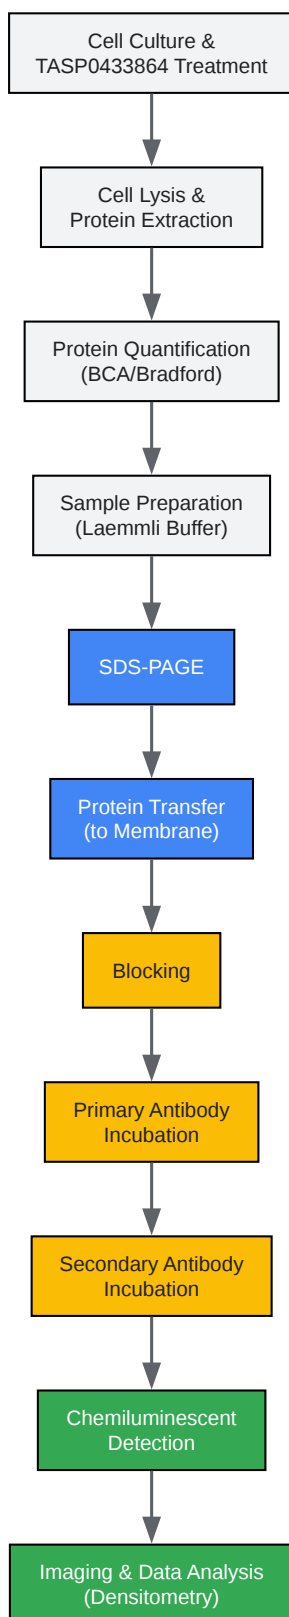 Cell Culture &
TASP0433864 Treatment
Cell Lysis &
Protein Extraction
Protein Quantification
(BCA/Bradford)
Sample Preparation
(Laemmli Buffer)
SDS-PAGE
Protein Transfer
(to Membrane)
Blocking
Primary Antibody
Incubation
Secondary Antibody
Incubation
Chemiluminescent
Detection
Imaging & Data Analysis
(Densitometry)